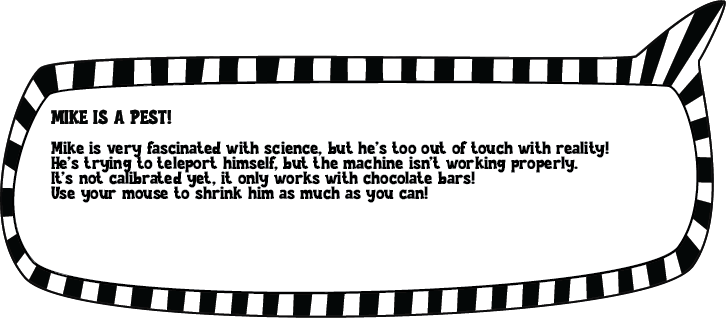 MIKE IS A PEST!
Mike is very fascinated with science, but he's too out of touch with reality!
He's trying to teleport himself, but the machine isn't working properly.
It's not calibrated yet, it only works with chocolate bars!
Use your mouse to shrink him as much as you can!